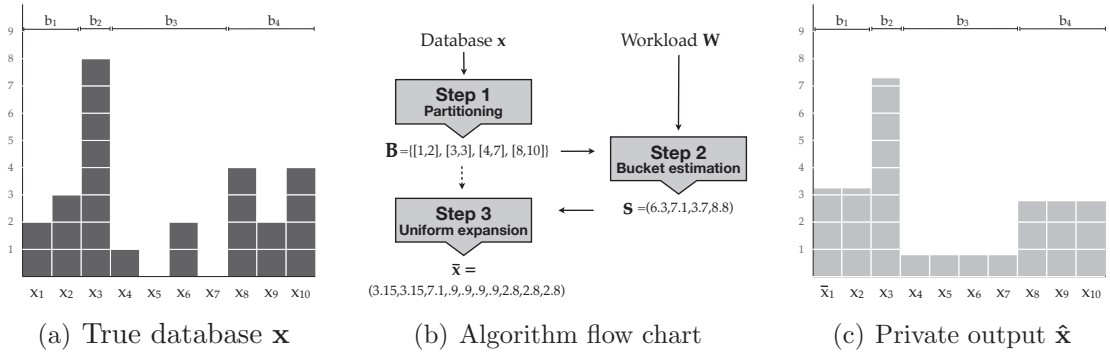 b₁ b₂ b₃ b₄
9
8
7
6
5
4
3
2
1
x₁ x₂ x₃ x₄ x₅ x₆ x₇ x₈ x₉ x₁₀
(a) True database x
Database x
Workload W
Step 1
Partitioning
B ={[1,2], [3,3], [4,7], [8,10]}
Step 2
Bucket estimation
s =(6.3,7.1,3.7,8.8)
Step 3
Uniform expansion
x̄ =
(3.15,3.15,7.1,.9,.9,.9,.9,2.8,2.8,2.8)
(b) Algorithm flow chart
b₁ b₂ b₃ b₄
9
8
7
6
5
4
3
2
1
x̄₁ x₂ x₃ x₄ x₅ x₆ x₇ x₈ x₉ x₁₀
(c) Private output x̂